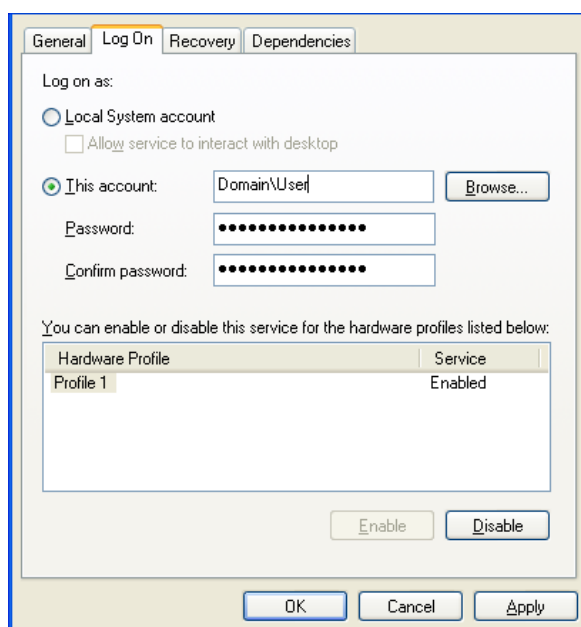 General Log On Recovery Dependencies
Log on as:
Local System account
Allow service to interact with desktop
This account: Domain\User Browse...
Password: ●●●●●●●●●●●●●●●
Confirm password: ●●●●●●●●●●●●●●●
You can enable or disable this service for the hardware profiles listed below:
Hardware Profile Service
Profile 1 Enabled
Enable Disable
OK Cancel Apply